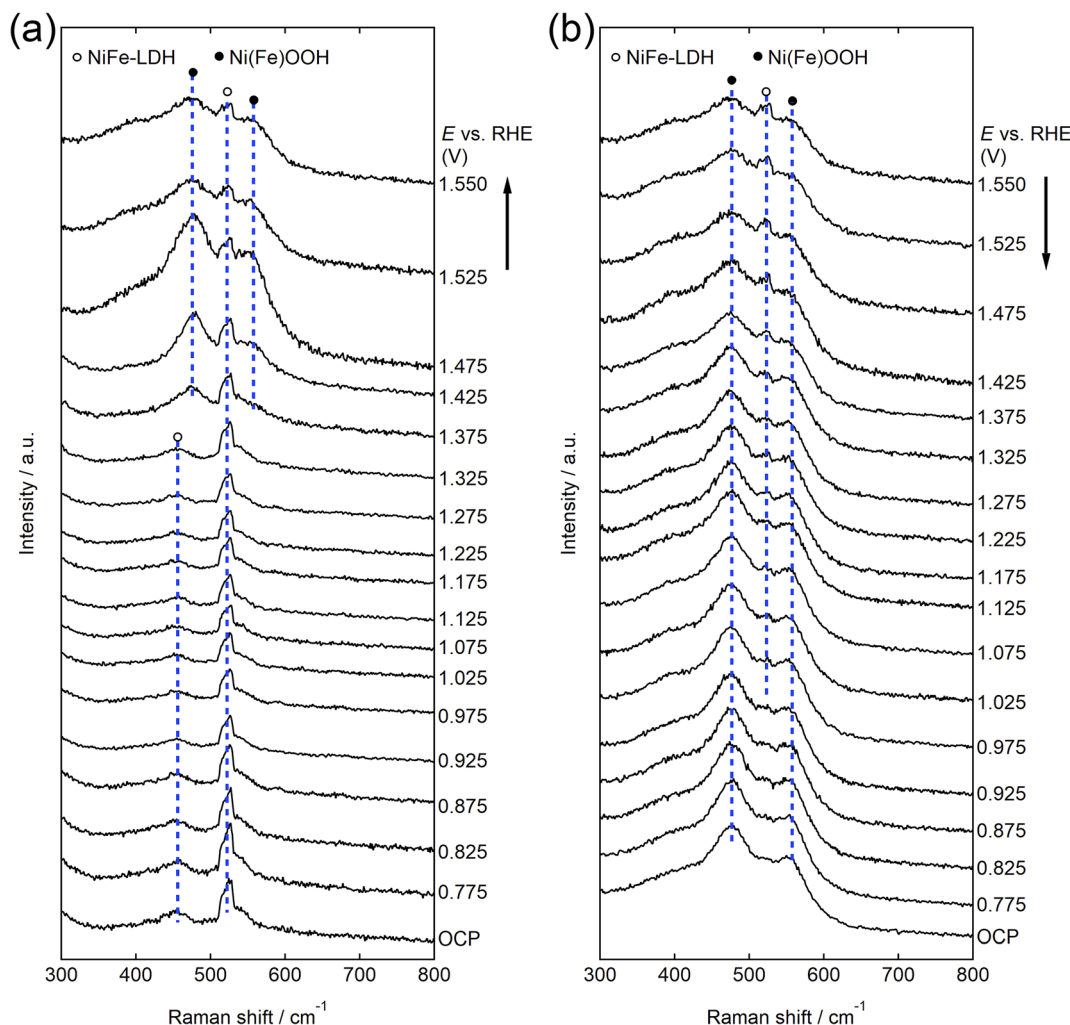 (a)
NiFe-LDH
Ni(Fe)OOH
E vs. RHE
(V)
1.550
1.525
1.475
1.425
1.375
1.325
1.275
1.225
1.175
1.125
1.075
1.025
0.975
0.925
0.875
0.825
0.775
OCP
Intensity / a.u.
300 400 500 600 700 800
Raman shift / cm⁻¹
(b)
NiFe-LDH
Ni(Fe)OOH
E vs. RHE
(V)
1.550
1.525
1.475
1.425
1.375
1.325
1.275
1.225
1.175
1.125
1.075
1.025
0.975
0.925
0.875
0.825
0.775
OCP
Intensity / a.u.
300 400 500 600 700 800
Raman shift / cm⁻¹